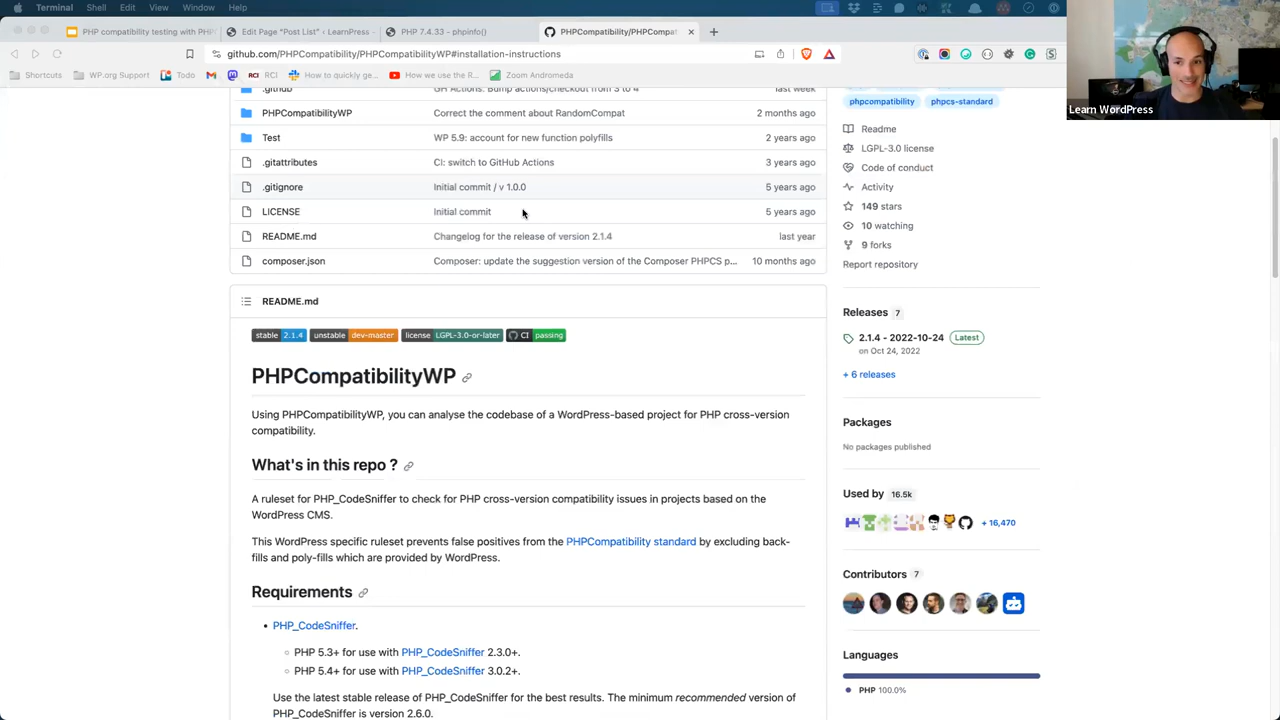 Terminal Shell Edit View Window Help
PHP compatibility testing with PHP
Edit Page "Post List" ‹ LearnPress
PHP 7.4.33 - phpinfo()
PHPCompatibility/PHPCompat
github.com/PHPCompatibility/PHPCompatibilityWP#installation-instructions
Shortcuts
WP.org Support
Todo
RCI
RCI
How to quickly ge...
How we use the R...
Zoom Andromeda
Learn WordPress
.github
GH Actions: Bump actions/checkout from 3 to 4
last week
PHPCompatibilityWP
Correct the comment about RandomCompat
2 months ago
Test
WP 5.9: account for new function polyfills
2 years ago
.gitattributes
CI: switch to GitHub Actions
3 years ago
.gitignore
Initial commit / v 1.0.0
5 years ago
LICENSE
Initial commit
5 years ago
README.md
Changelog for the release of version 2.1.4
last year
composer.json
Composer: update the suggestion version of the Composer PHPCS p...
10 months ago
README.md
stable 2.1.4
unstable dev-master
license LGPL-3.0-or-later
CI passing
PHPCompatibilityWP
Using PHPCompatibilityWP, you can analyse the codebase of a WordPress-based project for PHP cross-version
compatibility.
What's in this repo ?
A ruleset for PHP_CodeSniffer to check for PHP cross-version compatibility issues in projects based on the
WordPress CMS.
This WordPress specific ruleset prevents false positives from the PHPCompatibility standard by excluding back-
fills and poly-fills which are provided by WordPress.
Requirements
PHP_CodeSniffer.
PHP 5.3+ for use with PHP_CodeSniffer 2.3.0+.
PHP 5.4+ for use with PHP_CodeSniffer 3.0.2+.
Use the latest stable release of PHP_CodeSniffer for the best results. The minimum recommended version of
PHP_CodeSniffer is version 2.6.0.
phpcompatibility
phpcs-standard
Readme
LGPL-3.0 license
Code of conduct
Activity
149 stars
10 watching
9 forks
Report repository
Releases 7
2.1.4 - 2022-10-24 Latest
on Oct 24, 2022
+ 6 releases
Packages
No packages published
Used by 16.5k
+ 16,470
Contributors 7
Languages
PHP 100.0%